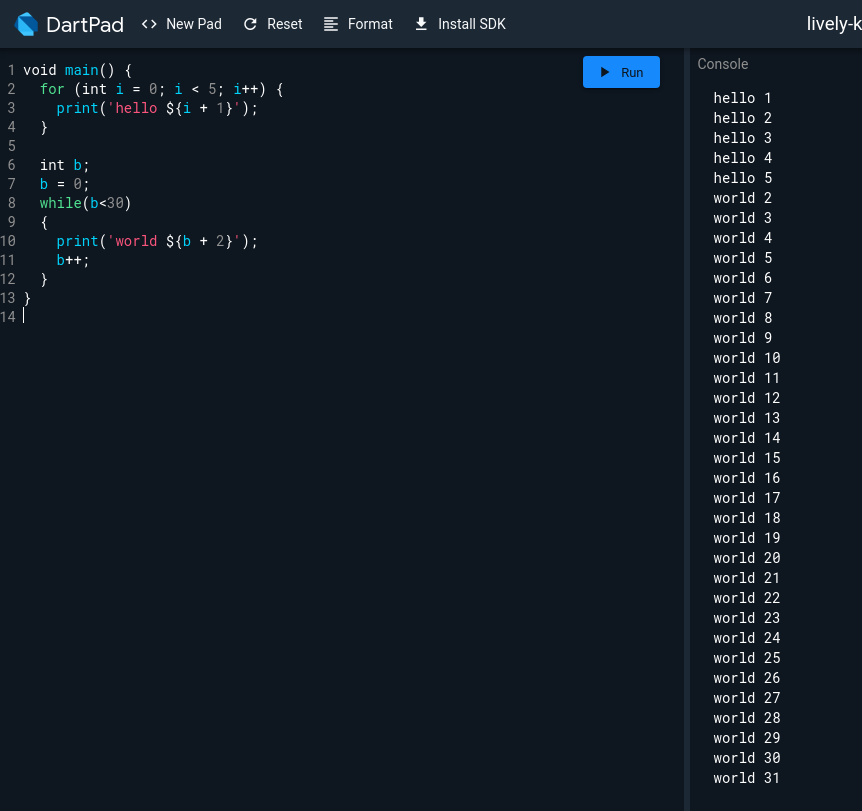 DartPad
<> New Pad
Reset
Format
Install SDK
lively-k
1 void main() {
2   for (int i = 0; i < 5; i++) {
3     print('hello ${i + 1}');
4   }
5
6   int b;
7   b = 0;
8   while(b<30)
9   {
10     print('world ${b + 2}');
11     b++;
12   }
13 }
14
Run
Console
hello 1
hello 2
hello 3
hello 4
hello 5
world 2
world 3
world 4
world 5
world 6
world 7
world 8
world 9
world 10
world 11
world 12
world 13
world 14
world 15
world 16
world 17
world 18
world 19
world 20
world 21
world 22
world 23
world 24
world 25
world 26
world 27
world 28
world 29
world 30
world 31